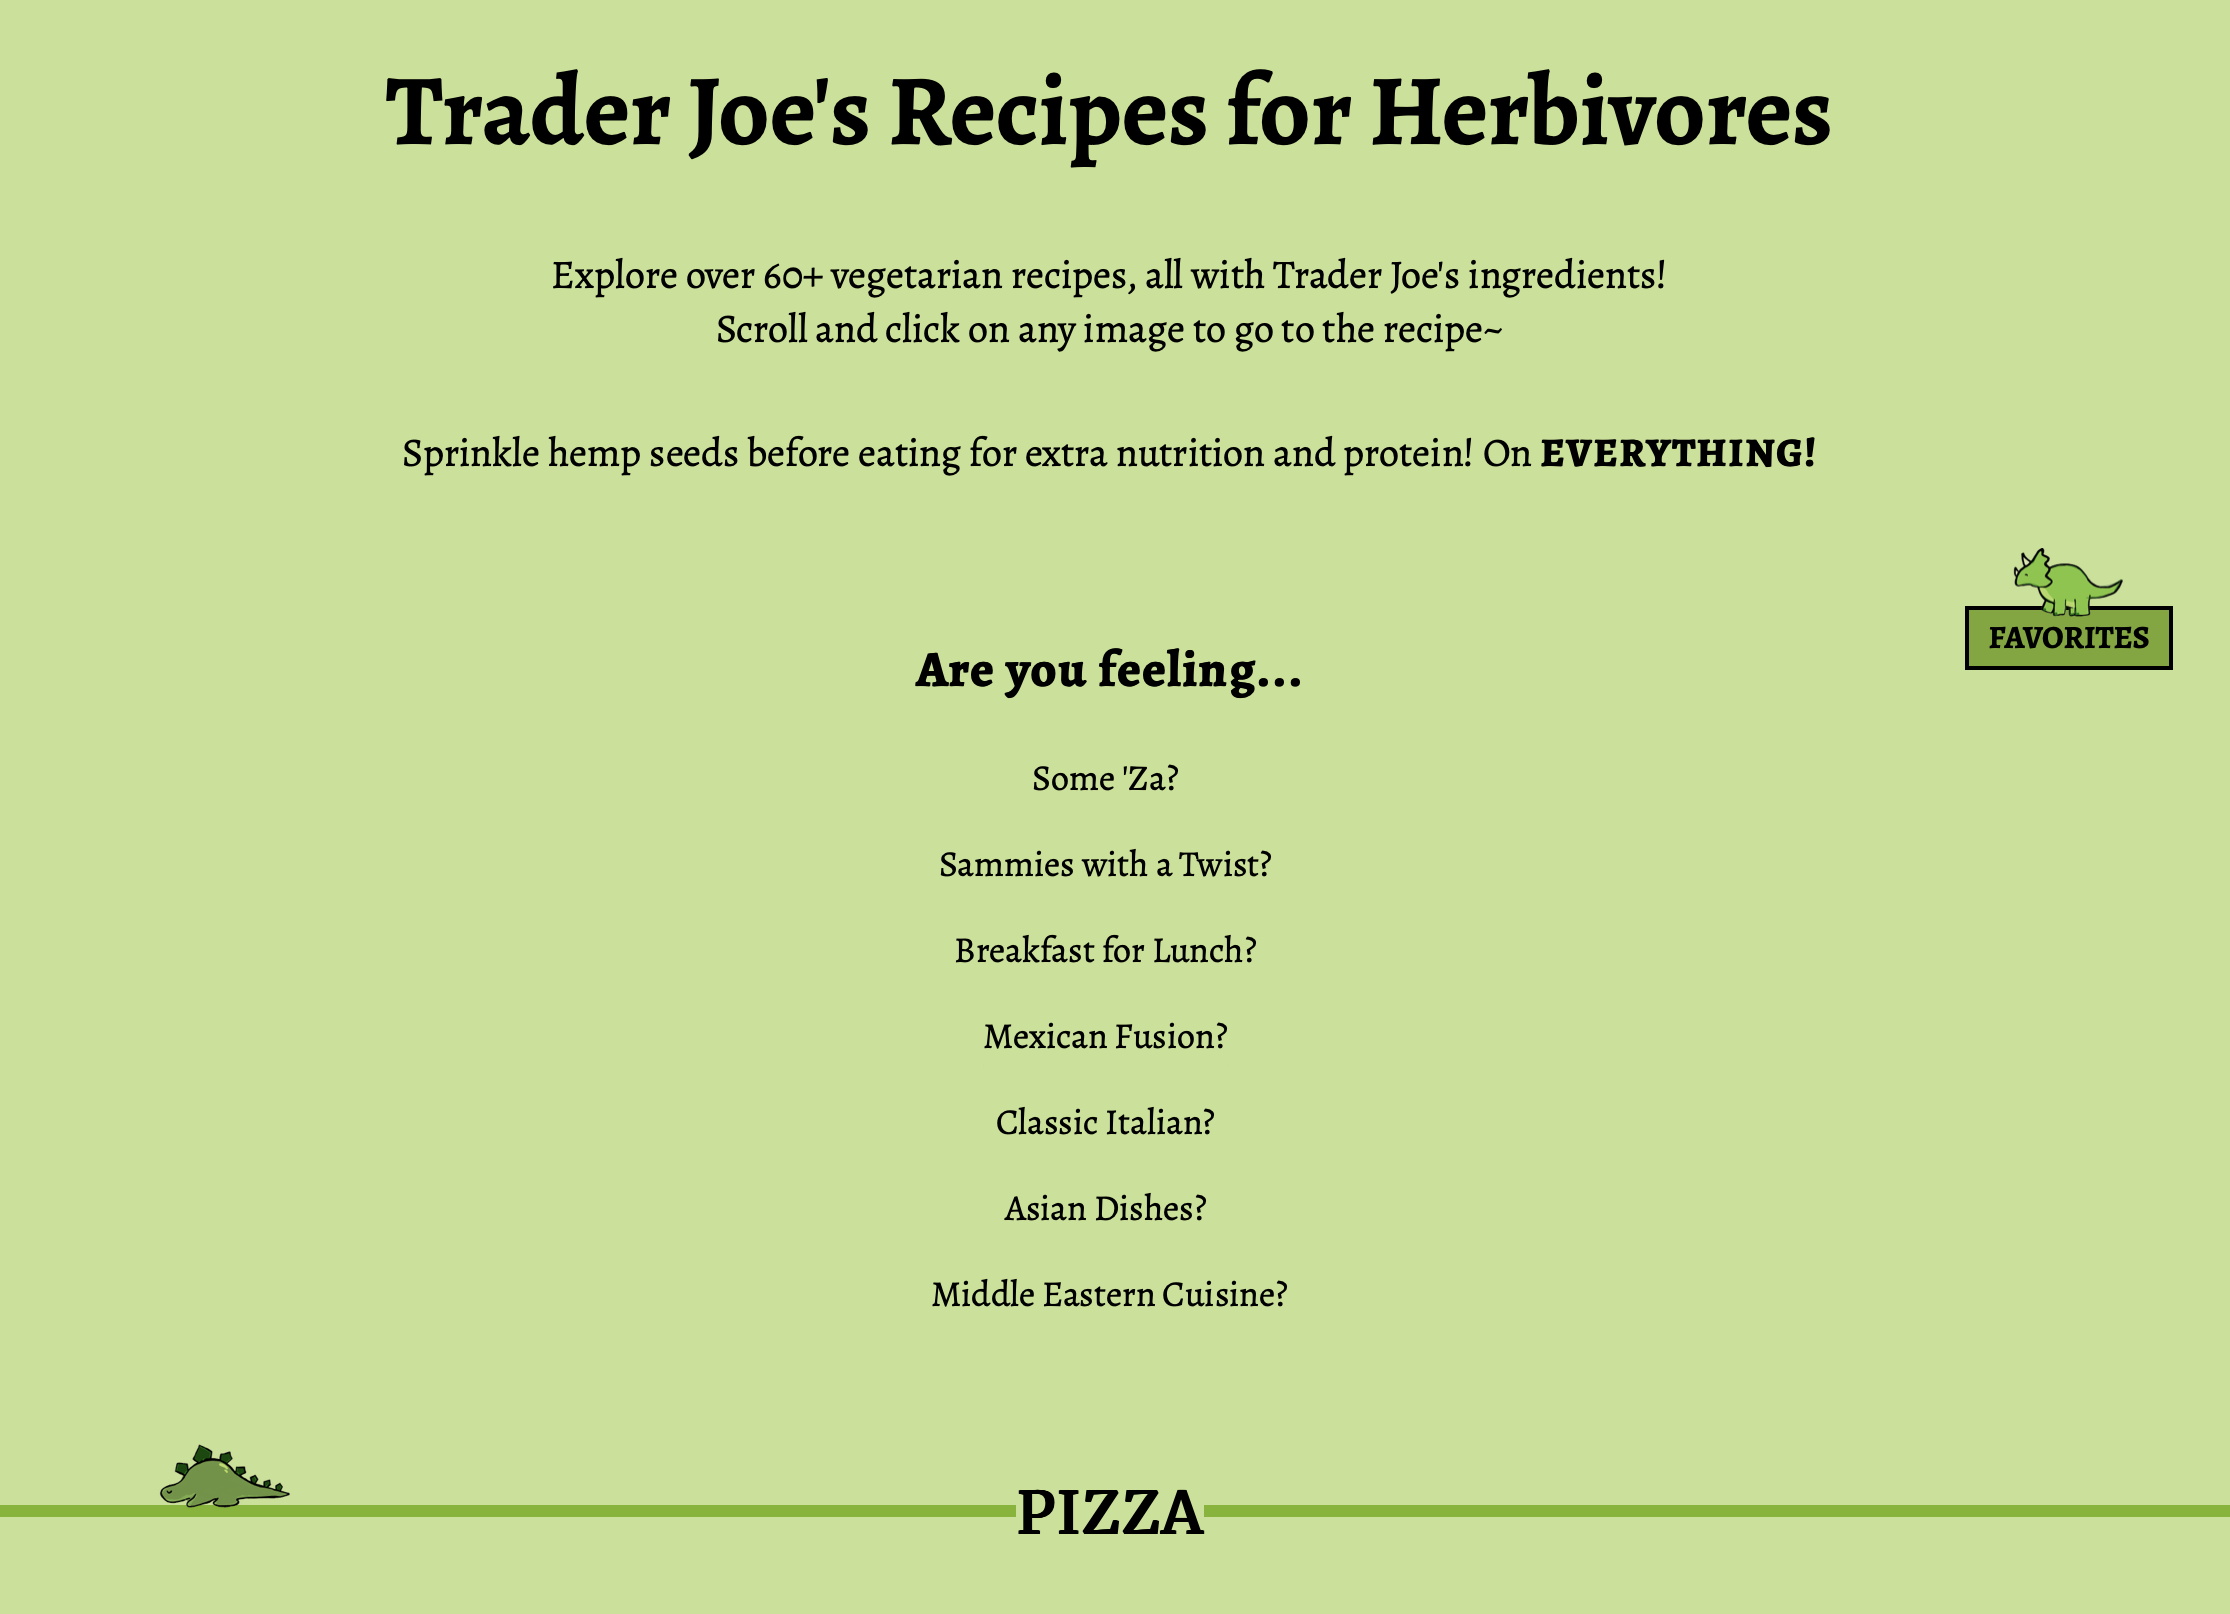 Trader Joe's Recipes for Herbivores
Explore over 60+ vegetarian recipes, all with Trader Joe's ingredients!
Scroll and click on any image to go to the recipe~
Sprinkle hemp seeds before eating for extra nutrition and protein! On EVERYTHING!
FAVORITES
Are you feeling...
Some 'Za?
Sammies with a Twist?
Breakfast for Lunch?
Mexican Fusion?
Classic Italian?
Asian Dishes?
Middle Eastern Cuisine?
PIZZA